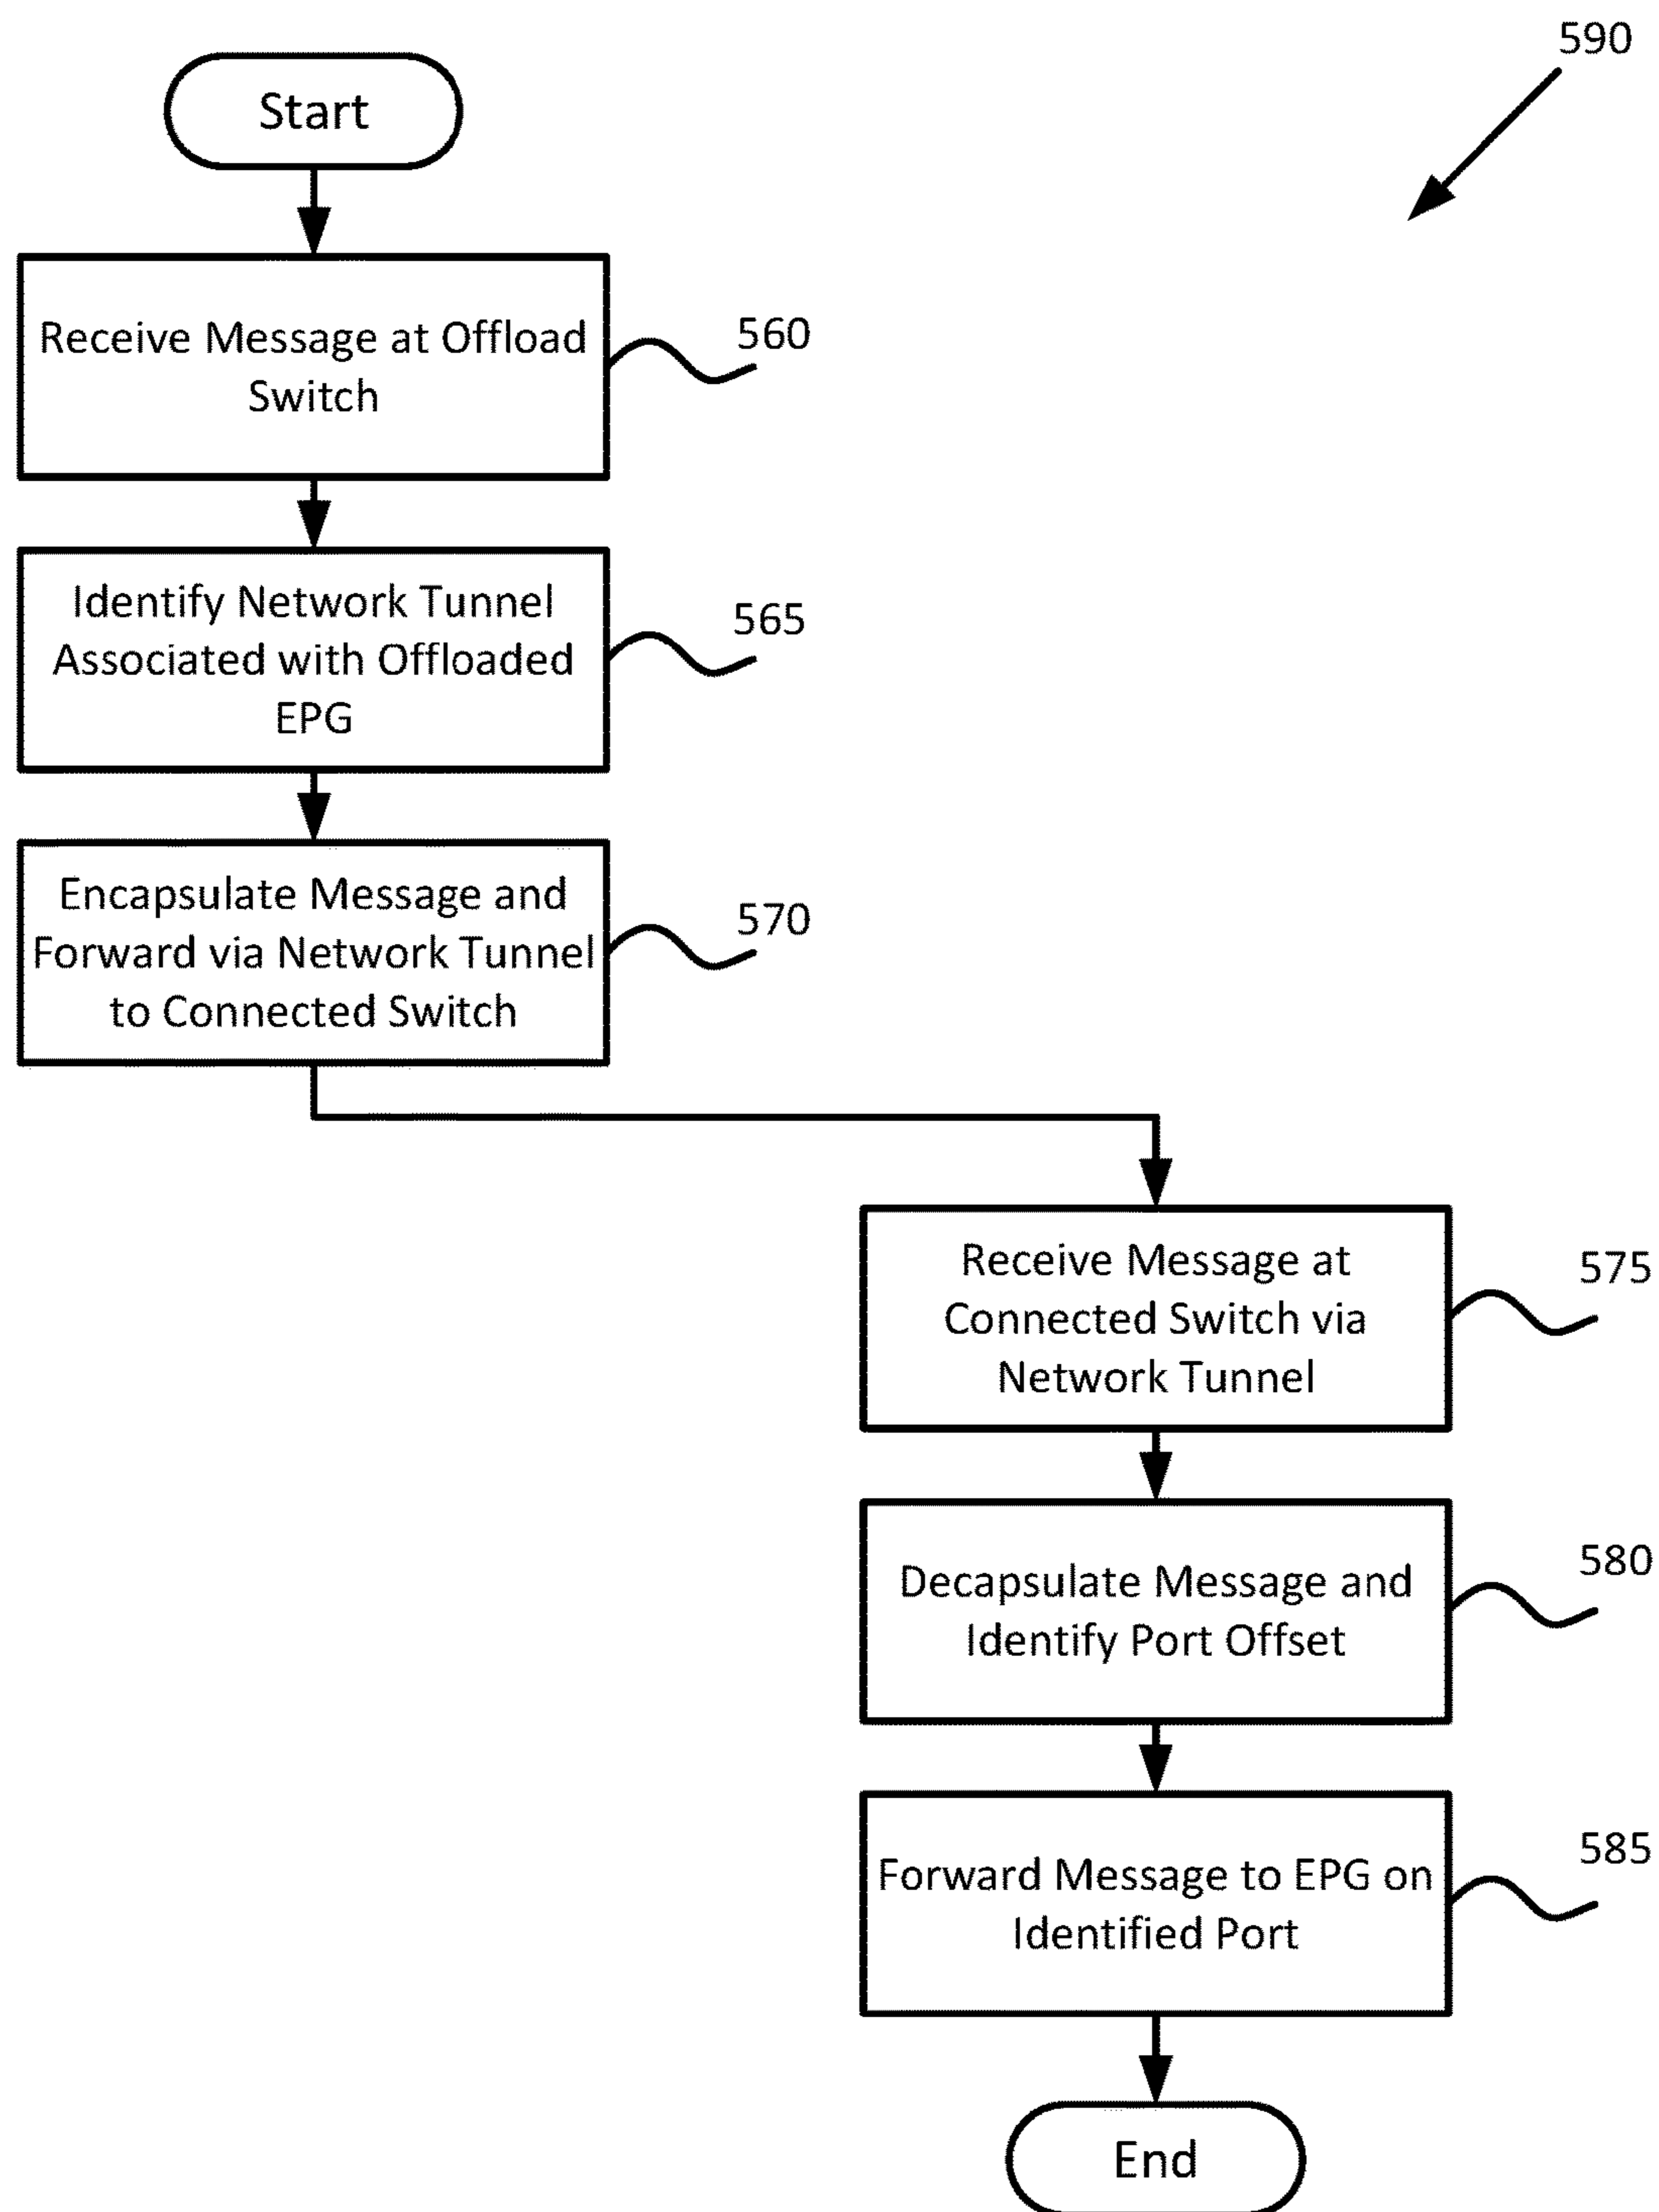 590
Start
Receive Message at Offload
Switch
560
Identify Network Tunnel
Associated with Offloaded
EPG
565
Encapsulate Message and
Forward via Network Tunnel
to Connected Switch
570
Receive Message at
Connected Switch via
Network Tunnel
575
Decapsulate Message and
Identify Port Offset
580
Forward Message to EPG on
Identified Port
585
End